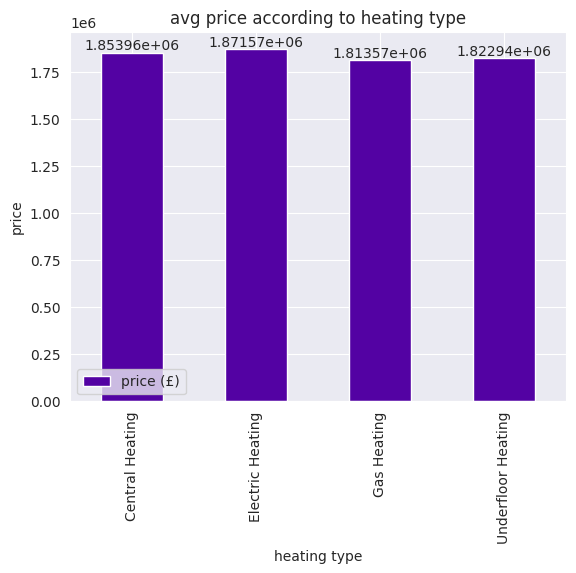 avg price according to heating type
1e6
1.85396e+06
1.87157e+06
1.81357e+06
1.82294e+06
1.75
1.50
1.25
1.00
0.75
0.50
0.25
0.00
price
price (£)
Central Heating
Electric Heating
Gas Heating
Underfloor Heating
heating type